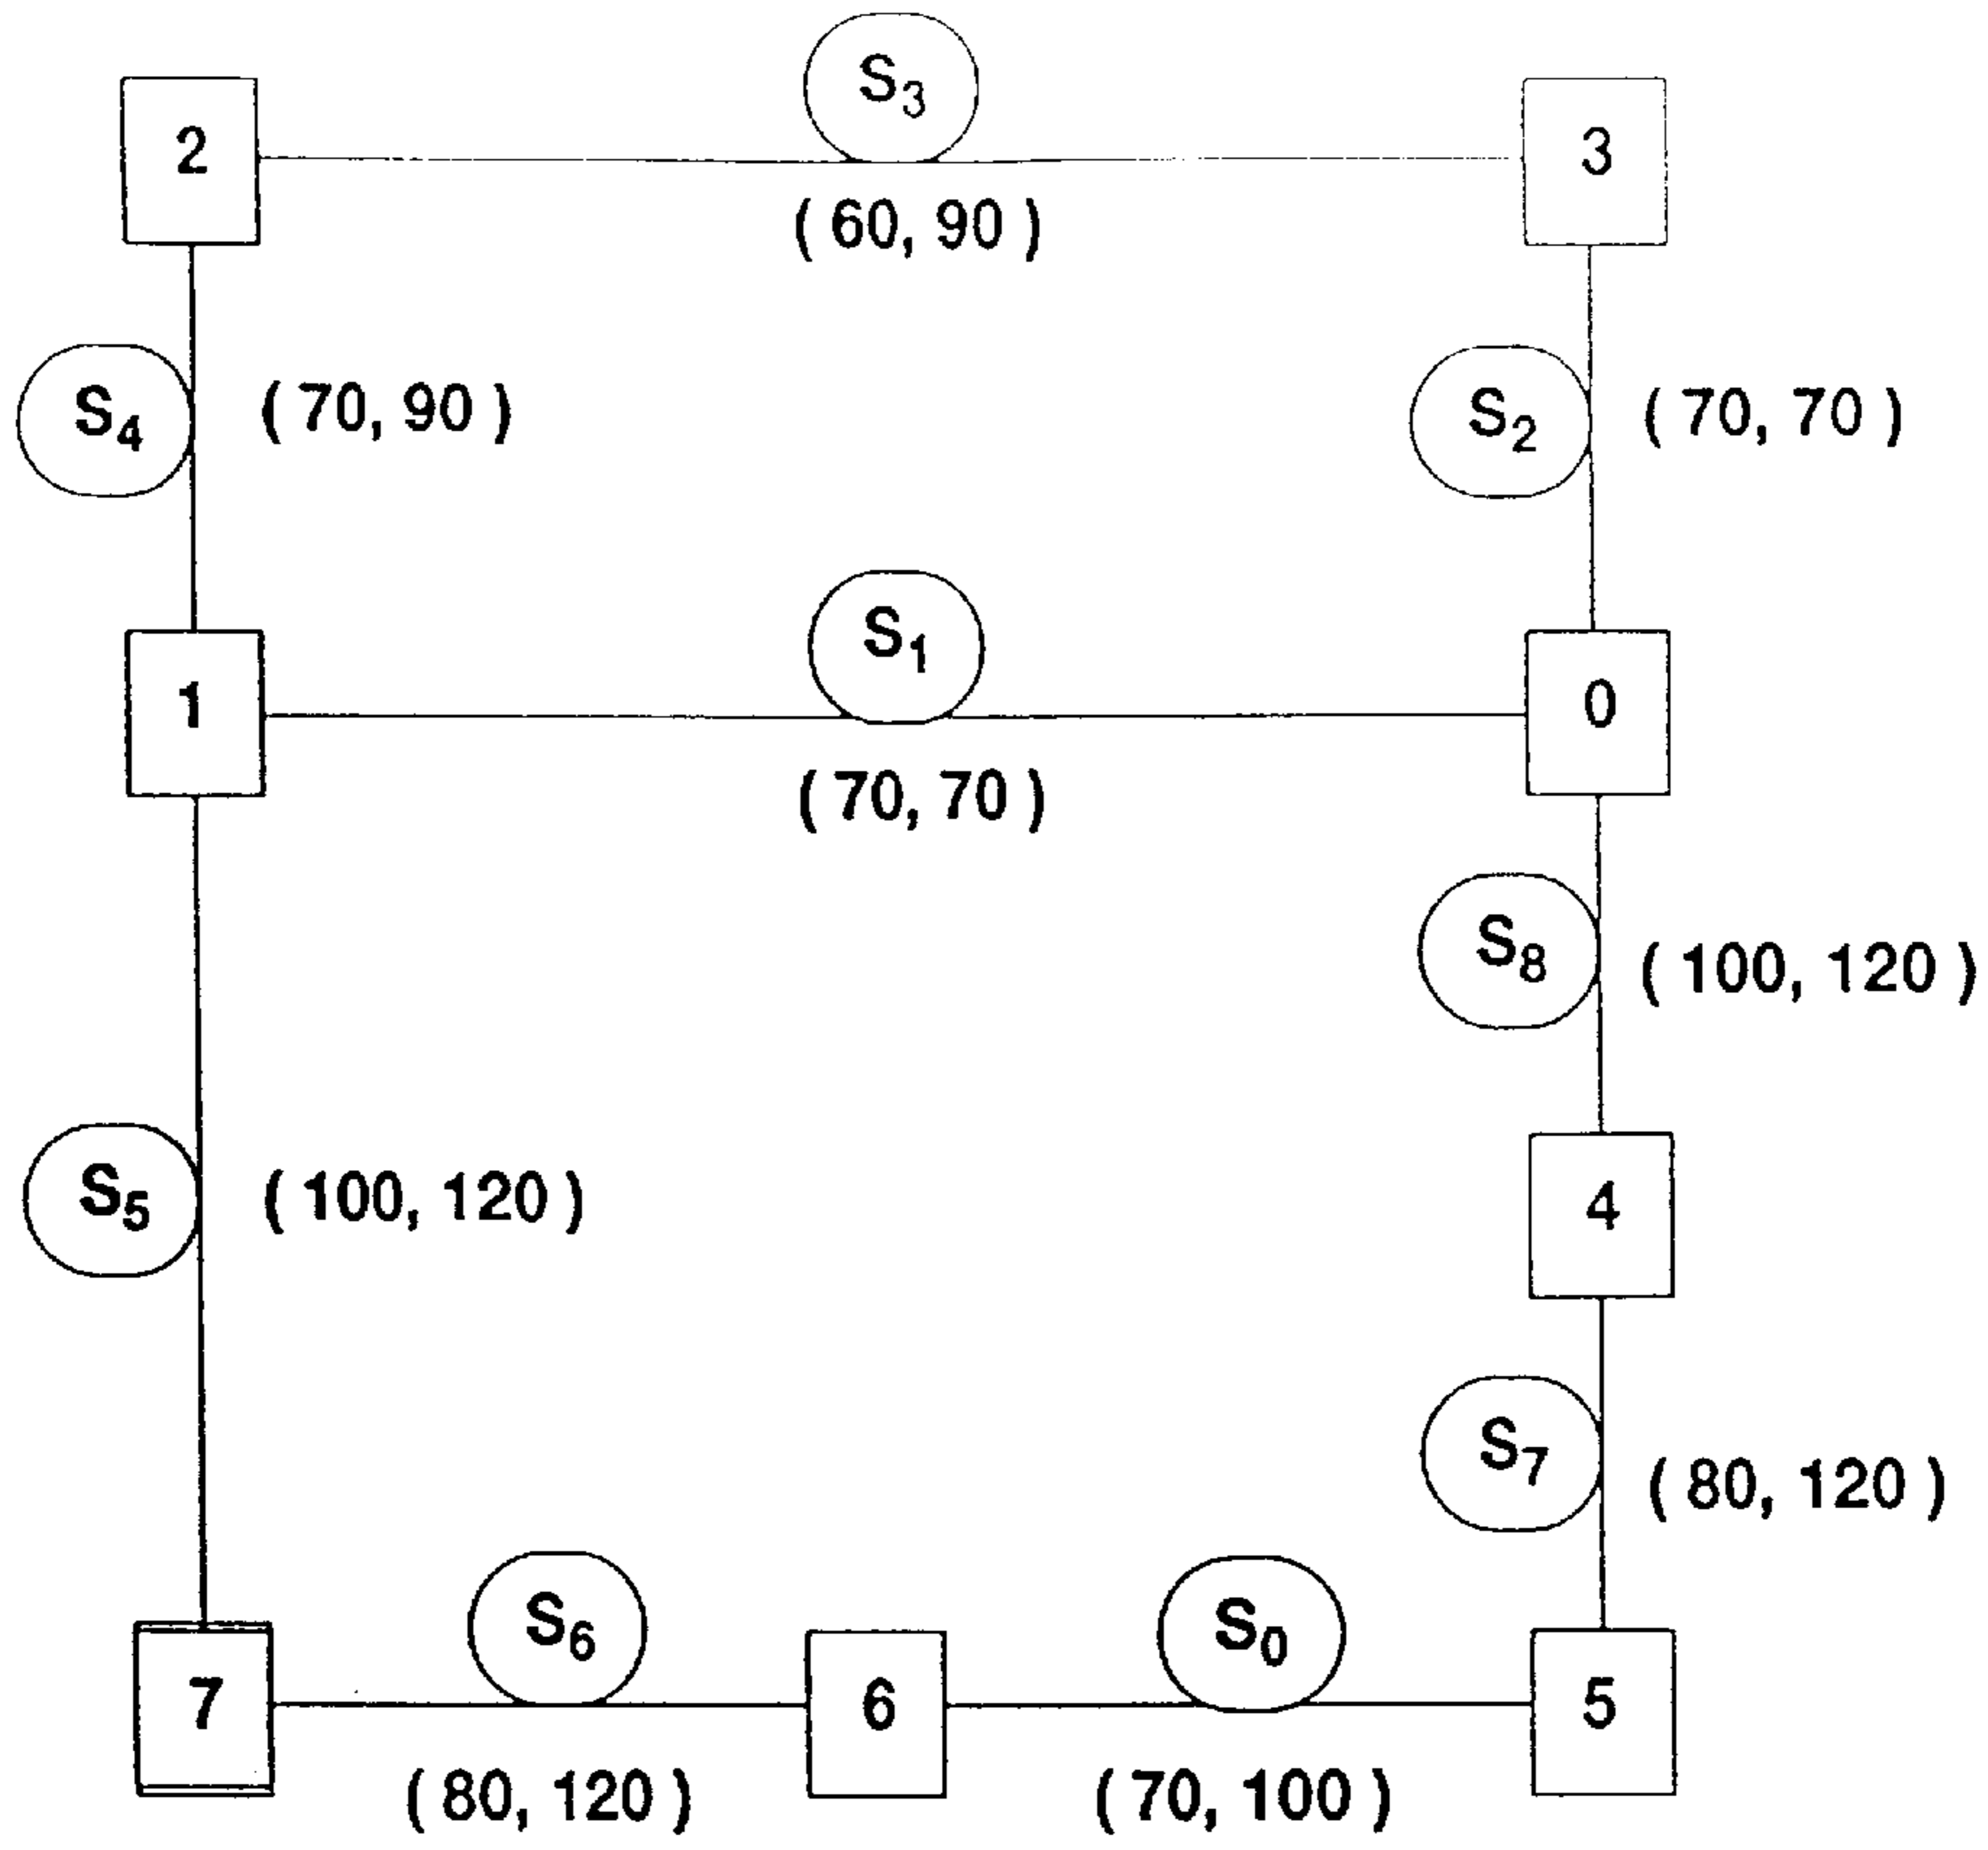 S3
2
3
( 60, 90 )
S4
( 70, 90 )
S2
( 70, 70 )
S1
1
0
( 70, 70 )
S8
( 100, 120 )
S5
( 100, 120 )
4
S7
( 80, 120 )
S6
S0
7
6
5
( 80, 120 )
( 70, 100 )